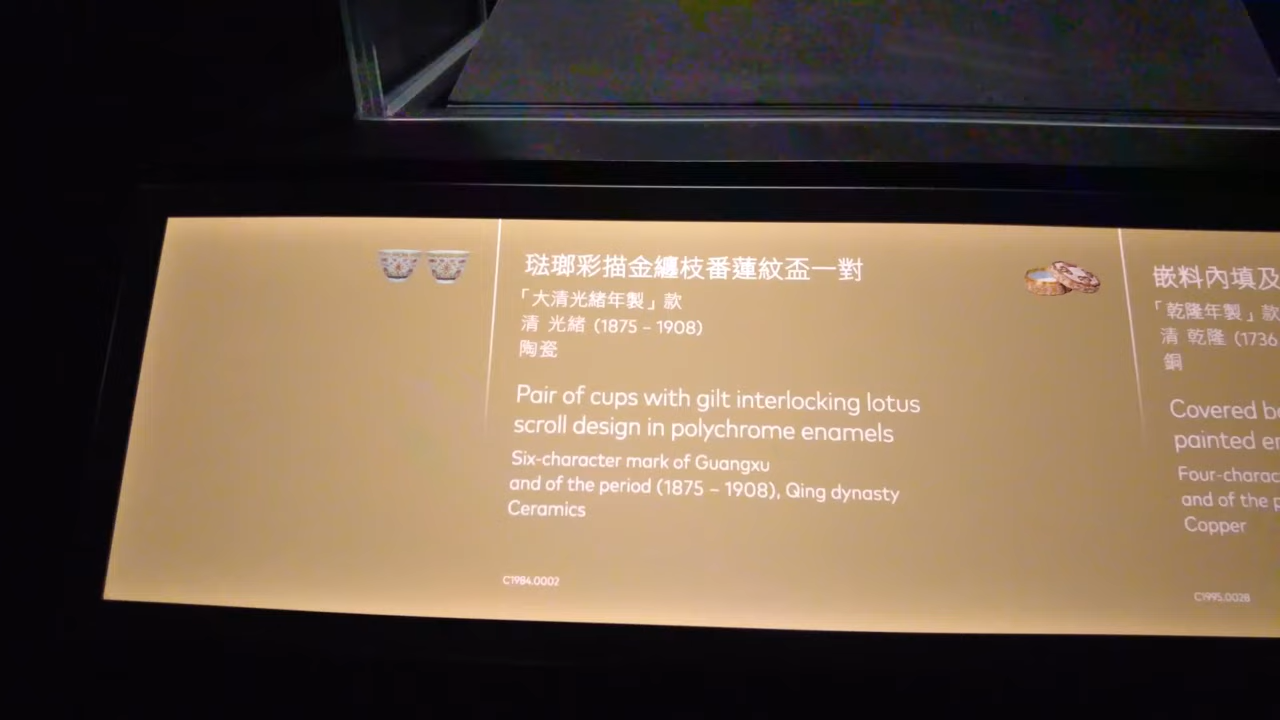 琺瑯彩描金纏枝番蓮紋盃一對
「大清光緒年製」款
清 光緒 (1875 – 1908)
陶瓷
Pair of cups with gilt interlocking lotus
scroll design in polychrome enamels
Six-character mark of Guangxu
and of the period (1875 – 1908), Qing dynasty
Ceramics
C1984.0002
嵌料內填及
「乾隆年製」款
清 乾隆 (1736
銅
Covered
painted
Four-charac
and of the
Copper
C1995.0028